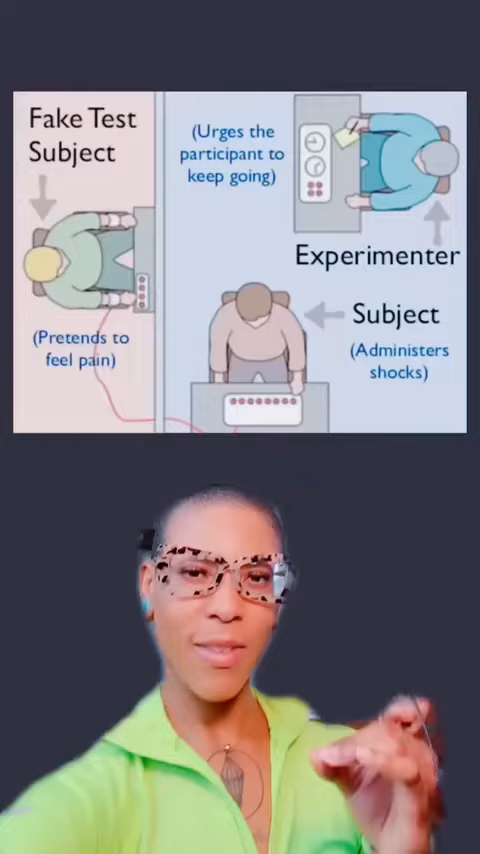 Fake Test
Subject
(Pretends to
feel pain)
(Urges the
participant to
keep going)
Experimenter
Subject
(Administers
shocks)